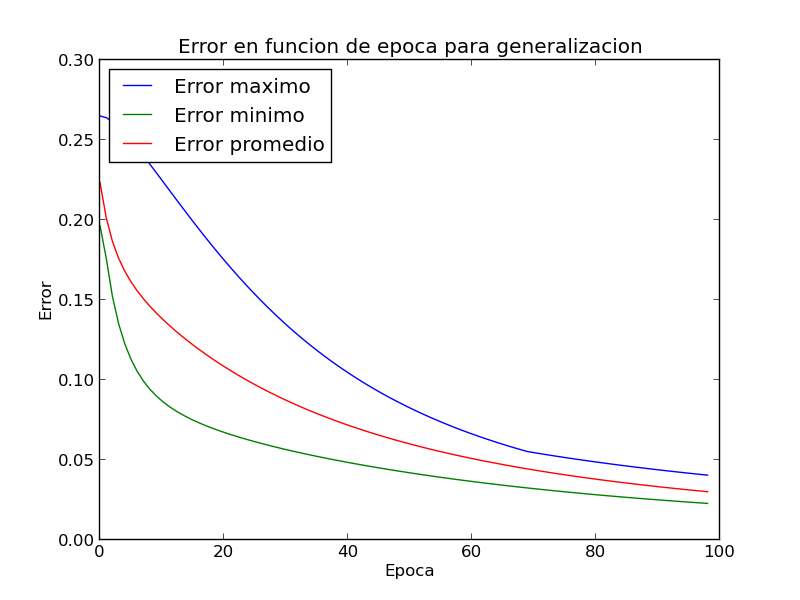 Error en funcion de epoca para generalizacion
Error maximo
Error minimo
Error promedio
0.30
0.25
0.20
0.15
0.10
0.05
0.00
Error
0 20 40 60 80 100
Epoca